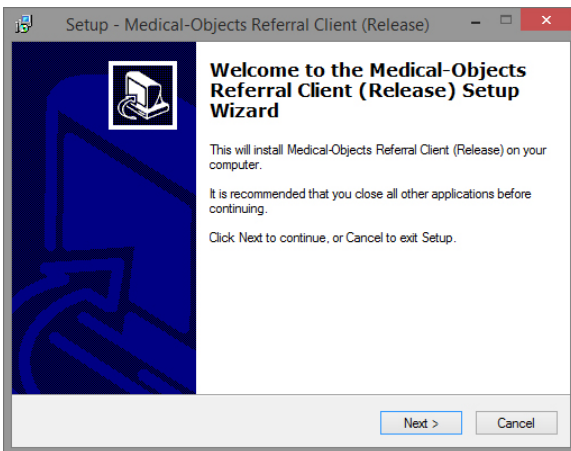 Setup - Medical-Objects Referral Client (Release)
Welcome to the Medical-Objects
Referral Client (Release) Setup
Wizard
This will install Medical-Objects Referral Client (Release) on your
computer.
It is recommended that you close all other applications before
continuing.
Click Next to continue, or Cancel to exit Setup.
Next >
Cancel